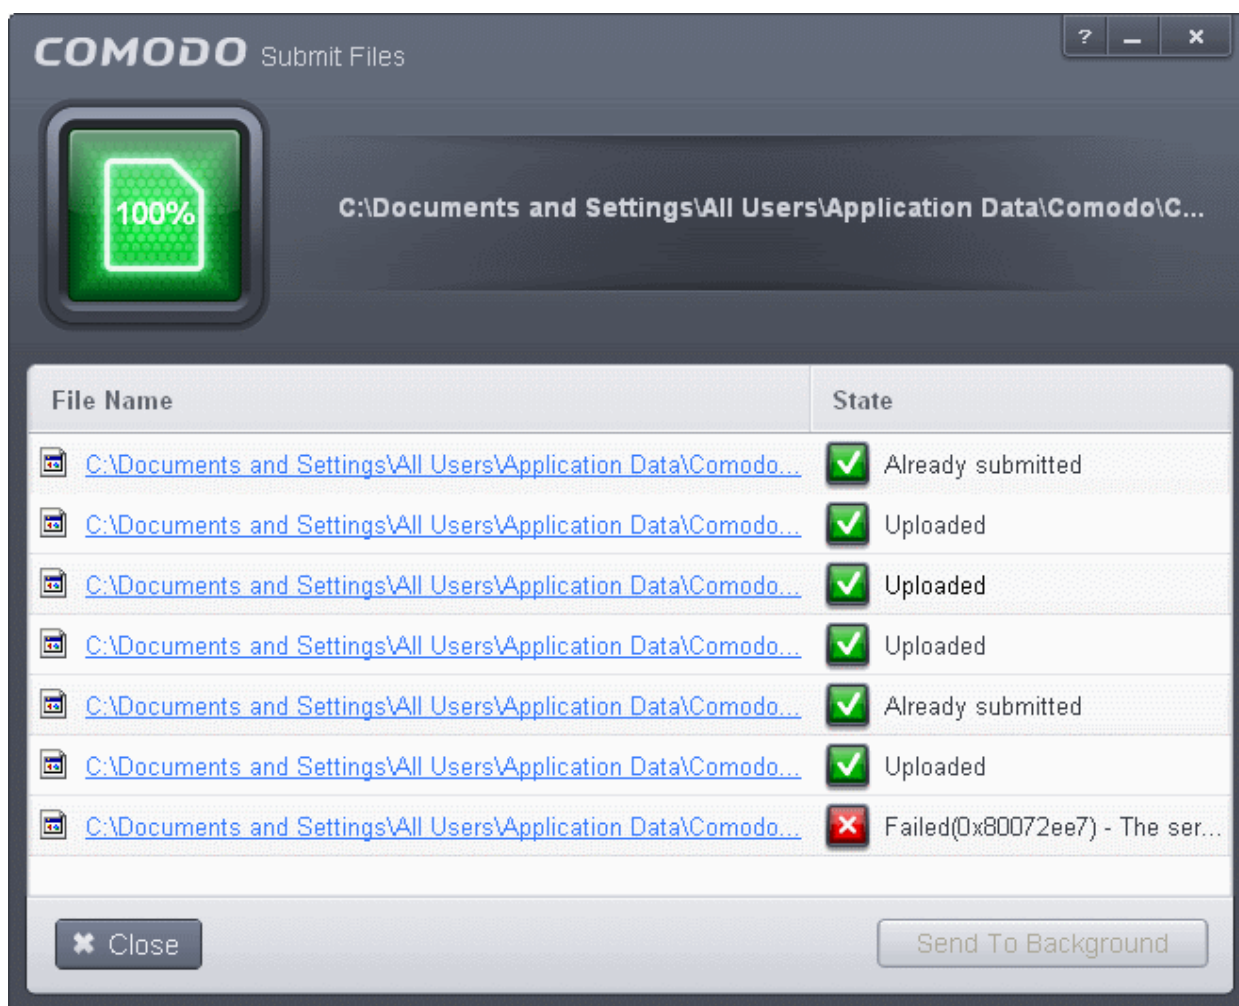 COMODO Submit Files
?
100%
C:\Documents and Settings\All Users\Application Data\Comodo\C...
File Name State
C:\Documents and Settings\All Users\Application Data\Comodo... Already submitted
C:\Documents and Settings\All Users\Application Data\Comodo... Uploaded
C:\Documents and Settings\All Users\Application Data\Comodo... Uploaded
C:\Documents and Settings\All Users\Application Data\Comodo... Uploaded
C:\Documents and Settings\All Users\Application Data\Comodo... Already submitted
C:\Documents and Settings\All Users\Application Data\Comodo... Uploaded
C:\Documents and Settings\All Users\Application Data\Comodo... Failed(0x80072ee7) - The ser...
Close Send To Background